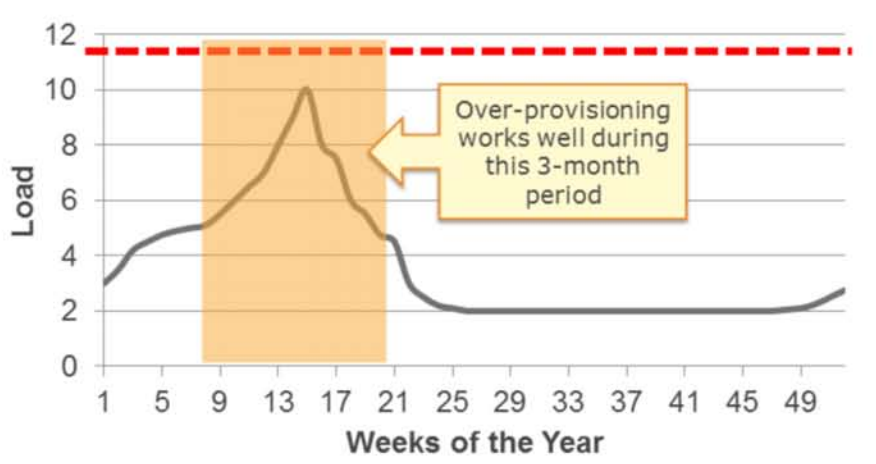 12
10
8
6
4
2
0
Load
Over-provisioning
works well during
this 3-month
period
1 5 9 13 17 21 25 29 33 37 41 45 49
Weeks of the Year